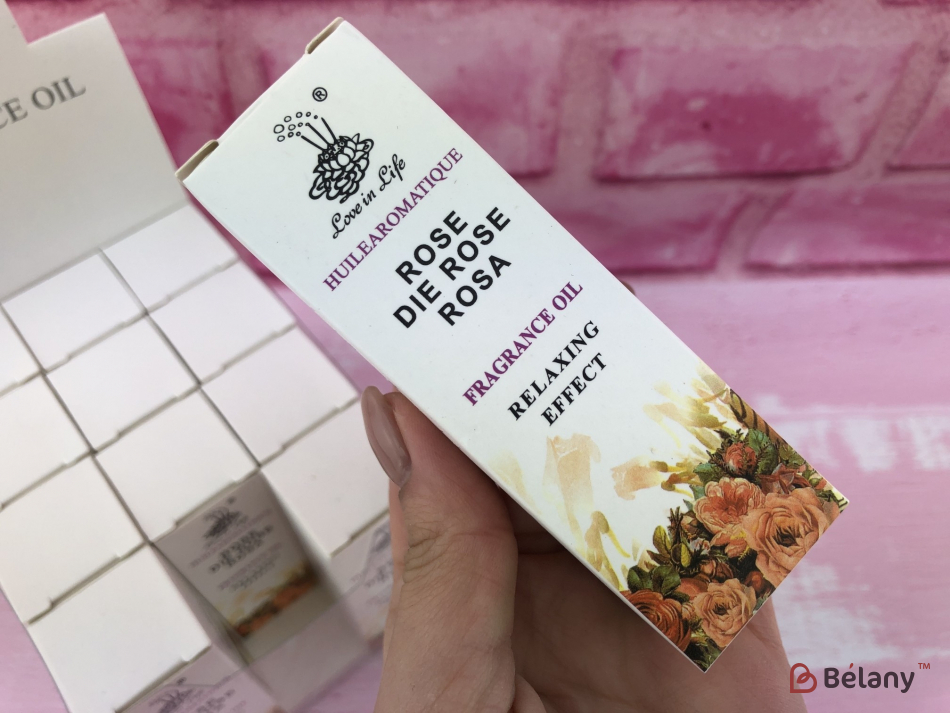 CE OIL
®
Love in Life
HUILEAROMATIQUE
ROSE
DIE ROSE
ROSA
FRAGRANCE OIL
RELAXING
EFFECT
Bélany™